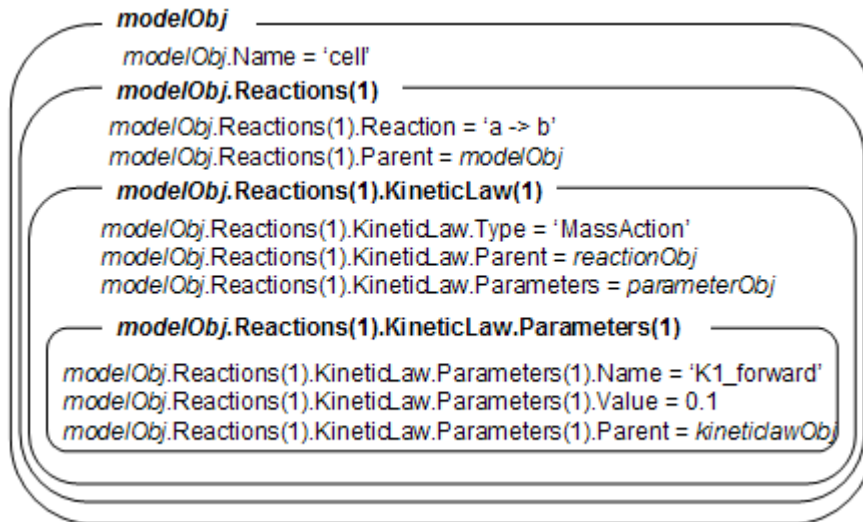 modelObj
modelObj.Name = ‘cell’
modelObj.Reactions(1)
modelObj.Reactions(1).Reaction = ‘a -> b’
modelObj.Reactions(1).Parent = modelObj
modelObj.Reactions(1).KineticLaw(1)
modelObj.Reactions(1).KineticLaw.Type = ‘MassAction’
modelObj.Reactions(1).KineticLaw.Parent = reactionObj
modelObj.Reactions(1).KineticLaw.Parameters = parameterObj
modelObj.Reactions(1).KineticLaw.Parameters(1)
modelObj.Reactions(1).KineticLaw.Parameters(1).Name = ‘K1_forward’
modelObj.Reactions(1).KineticLaw.Parameters(1).Value = 0.1
modelObj.Reactions(1).KineticLaw.Parameters(1).Parent = kineticlawObj